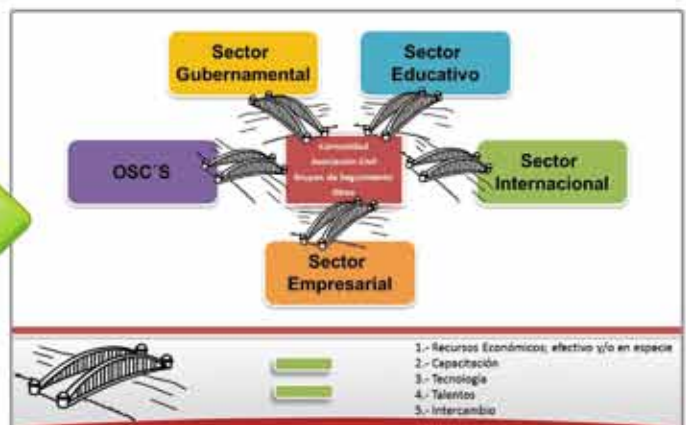 Sector
Gubernamental
Sector
Educativo
OSC´S
Comunidad
Asociación Civil
Grupos de Seguimiento
Otros
Sector
Internacional
Sector
Empresarial
1.- Recursos Económicos; efectivo y/o en especie
2.- Capacitación
3.- Tecnología
4.- Talentos
5.- Intercambio